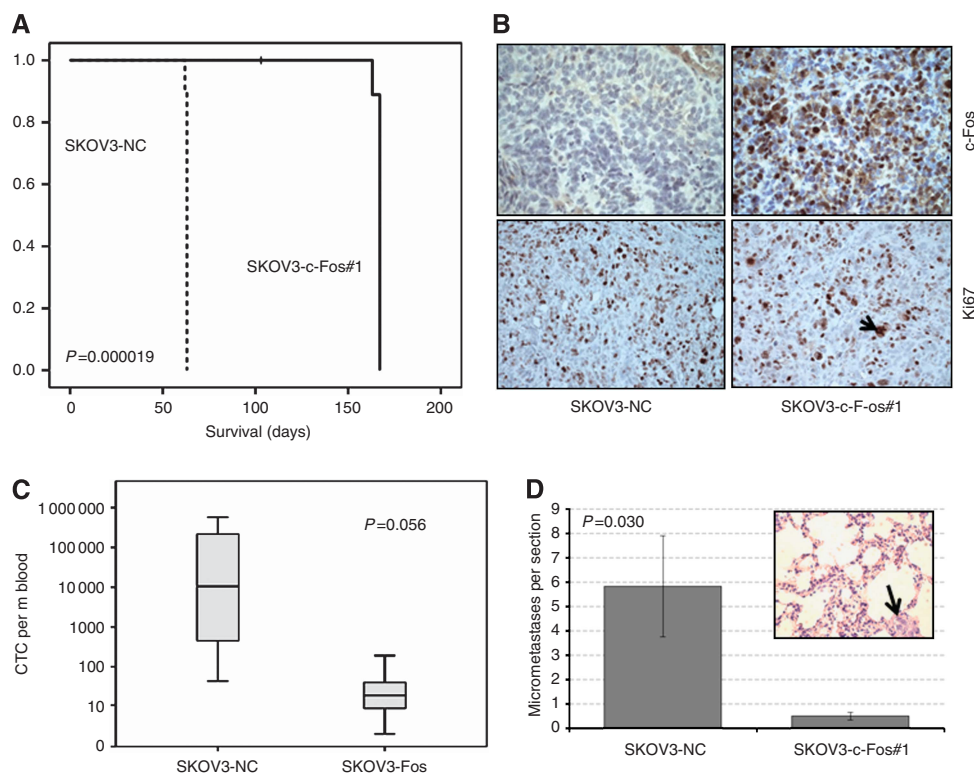 A
1.0
0.8
0.6
0.4
0.2
0.0
SKOV3-NC
SKOV3-c-Fos#1
P=0.000019
0 50 100 150 200
Survival (days)
B
c-Fos
Ki67
SKOV3-NC SKOV3-c-F-os#1
C
CTC per m blood
1 000 000
100 000
10 000
1000
100
10
0
P=0.056
SKOV3-NC SKOV3-Fos
D
Micrometastases per section
9
8
7
6
5
4
3
2
1
0
P=0.030
SKOV3-NC SKOV3-c-Fos#1